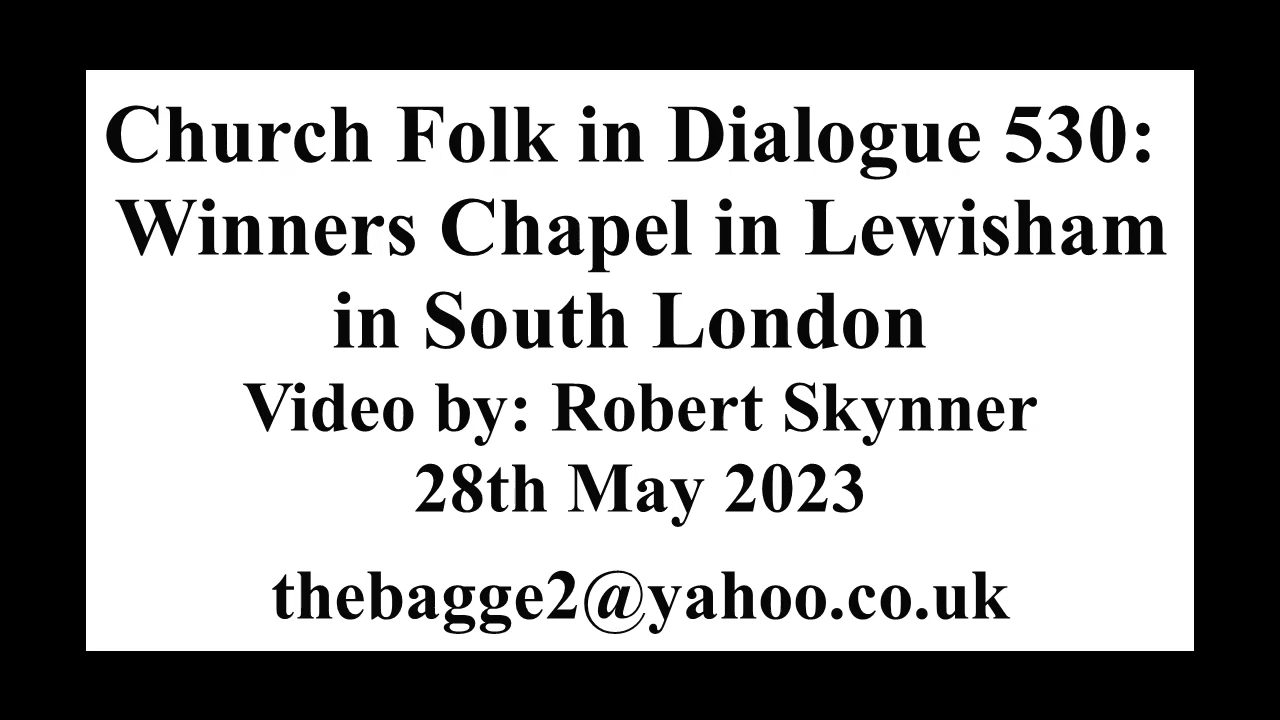 Church Folk in Dialogue 530:
Winners Chapel in Lewisham
in South London
Video by: Robert Skynner
28th May 2023
thebagge2@yahoo.co.uk